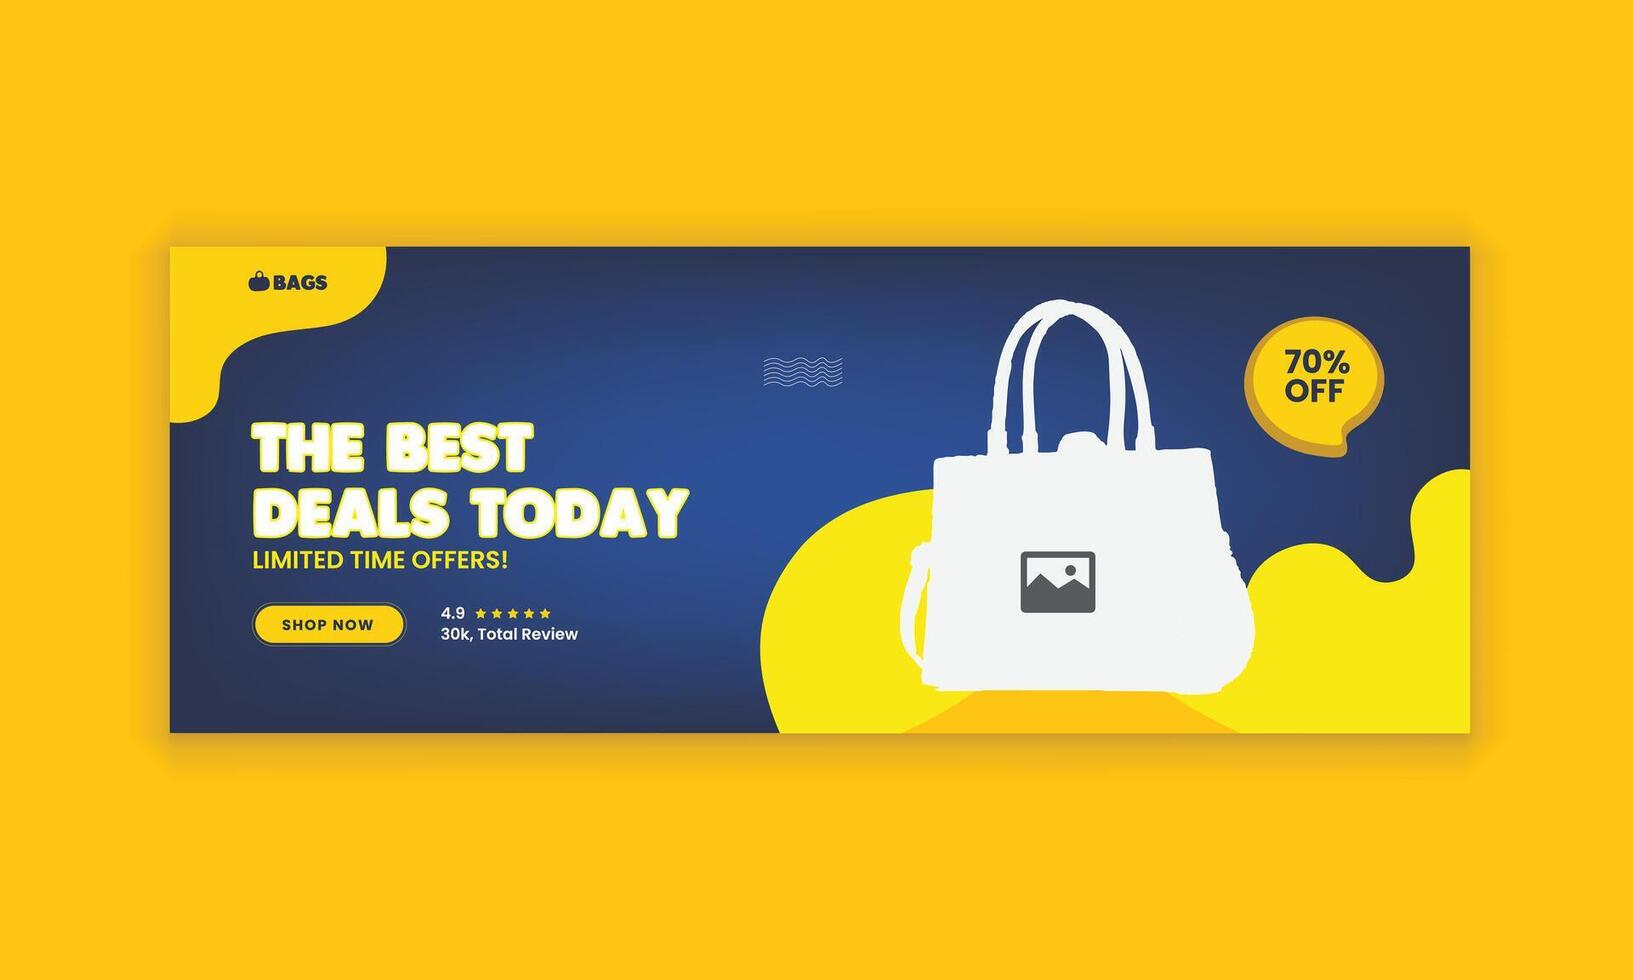 BAGS
THE BEST
DEALS TODAY
LIMITED TIME OFFERS!
SHOP NOW
4.9
30k, Total Review
70%
OFF